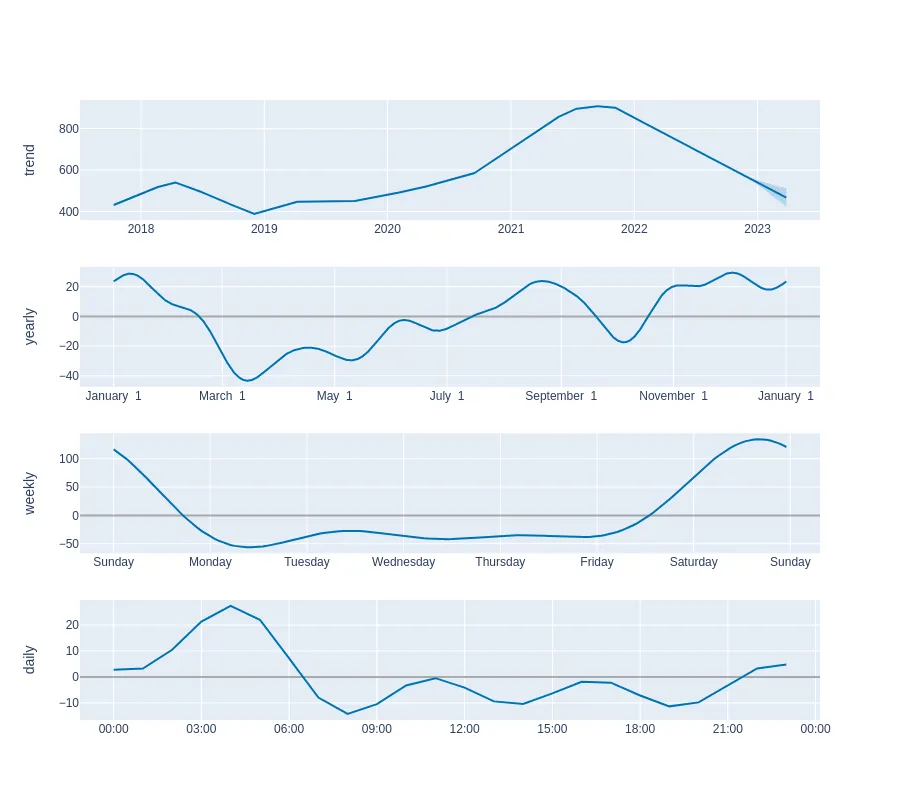 trend
800
600
400
2018 2019 2020 2021 2022 2023
yearly
20
0
−20
−40
January 1 March 1 May 1 July 1 September 1 November 1 January 1
weekly
100
50
0
−50
Sunday Monday Tuesday Wednesday Thursday Friday Saturday Sunday
daily
20
10
0
−10
00:00 03:00 06:00 09:00 12:00 15:00 18:00 21:00 00:00